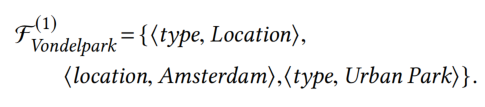 ℱ⁽¹⁾_Vondelpark = {⟨type, Location⟩,
⟨location, Amsterdam⟩,⟨type, Urban Park⟩}.